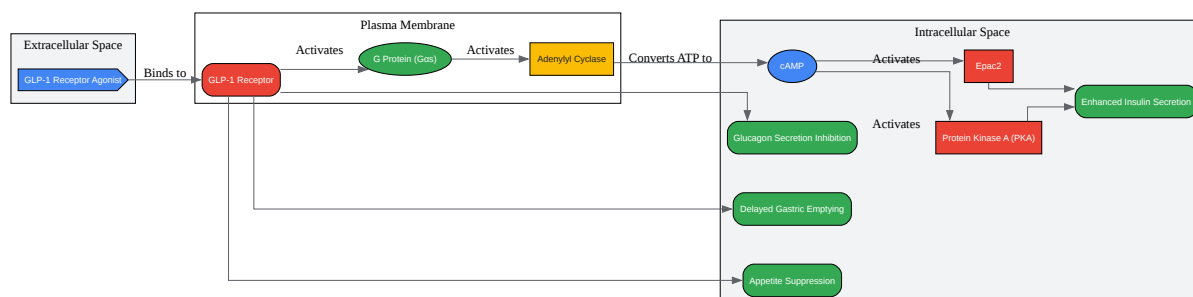 Extracellular Space
GLP-1 Receptor Agonist
Binds to
Plasma Membrane
GLP-1 Receptor
Activates
G Protein (Gαs)
Activates
Adenylyl Cyclase
Converts ATP to
Intracellular Space
cAMP
Activates
Epac2
Activates
Protein Kinase A (PKA)
Enhanced Insulin Secretion
Glucagon Secretion Inhibition
Delayed Gastric Emptying
Appetite Suppression